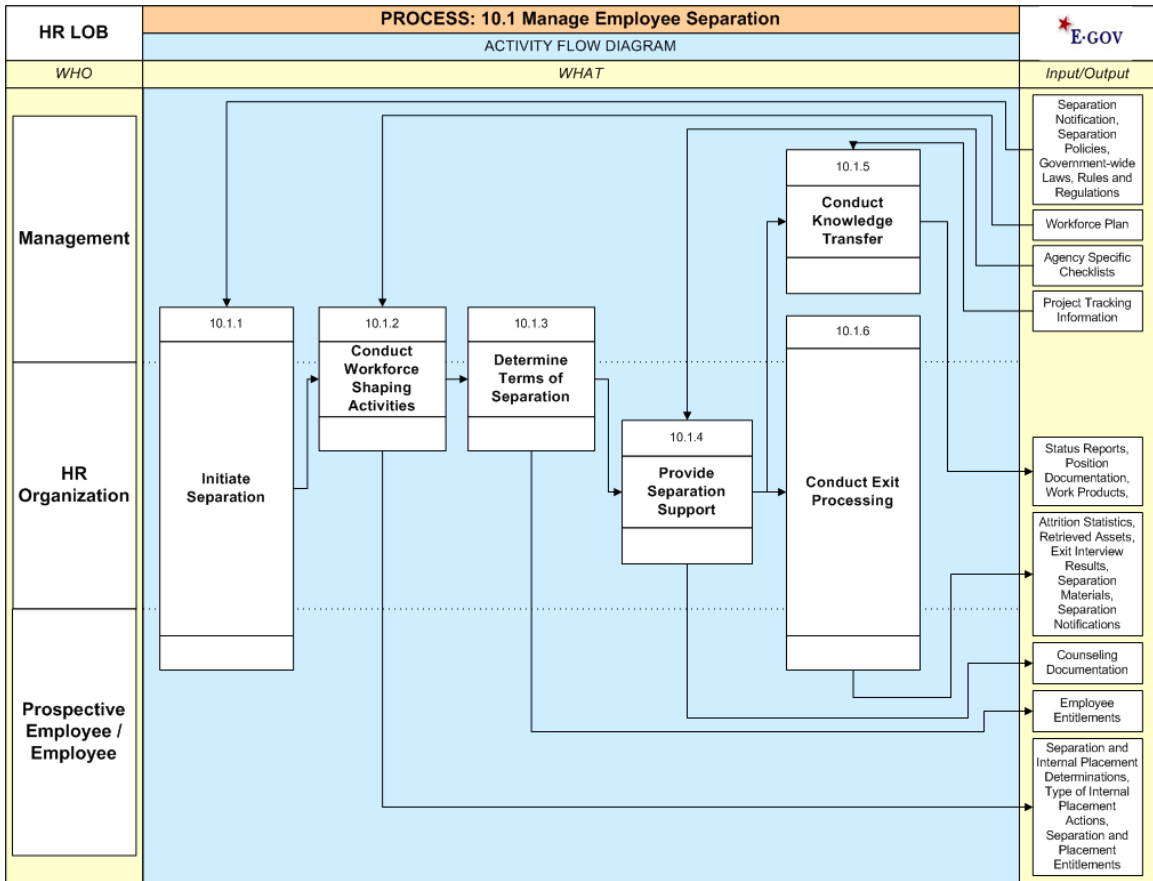 HR LOB
PROCESS: 10.1 Manage Employee Separation
ACTIVITY FLOW DIAGRAM
E·GOV
WHO
WHAT
Input/Output
Management
HR
Organization
Prospective
Employee /
Employee
10.1.1
Initiate
Separation
10.1.2
Conduct
Workforce
Shaping
Activities
10.1.3
Determine
Terms of
Separation
10.1.4
Provide
Separation
Support
10.1.5
Conduct
Knowledge
Transfer
10.1.6
Conduct Exit
Processing
Separation
Notification,
Separation
Policies,
Government-wide
Laws, Rules and
Regulations
Workforce Plan
Agency Specific
Checklists
Project Tracking
Information
Status Reports,
Position
Documentation,
Work Products,
Attrition Statistics,
Retrieved Assets,
Exit Interview
Results,
Separation
Materials,
Separation
Notifications
Counseling
Documentation
Employee
Entitlements
Separation and
Internal Placement
Determinations,
Type of Internal
Placement
Actions,
Separation and
Placement
Entitlements